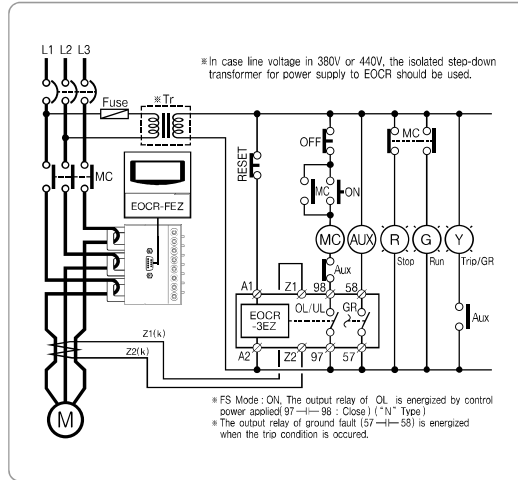 L1 L2 L3
※In case line voltage in 380V or 440V, the isolated step-down
transformer for power supply to EOCR should be used.
Fuse
※Tr
RESET
OFF
MC
MC
MC ON
EOCR-FEZ
MC AUX R G Y
Stop Run Trip/GR
Aux
A1 Z1 98 58
OL/UL GR
EOCR
-3EZ
Aux
A2 Z2 97 57
Z1(k)
Z2(k)
M
※FS Mode : ON, The output relay of OL is energized by control
power applied(97⊣⊢98 : Close) ("N" Type)
※The output relay of ground fault (57⊣⊢58) is energized
when the trip condition is occured.